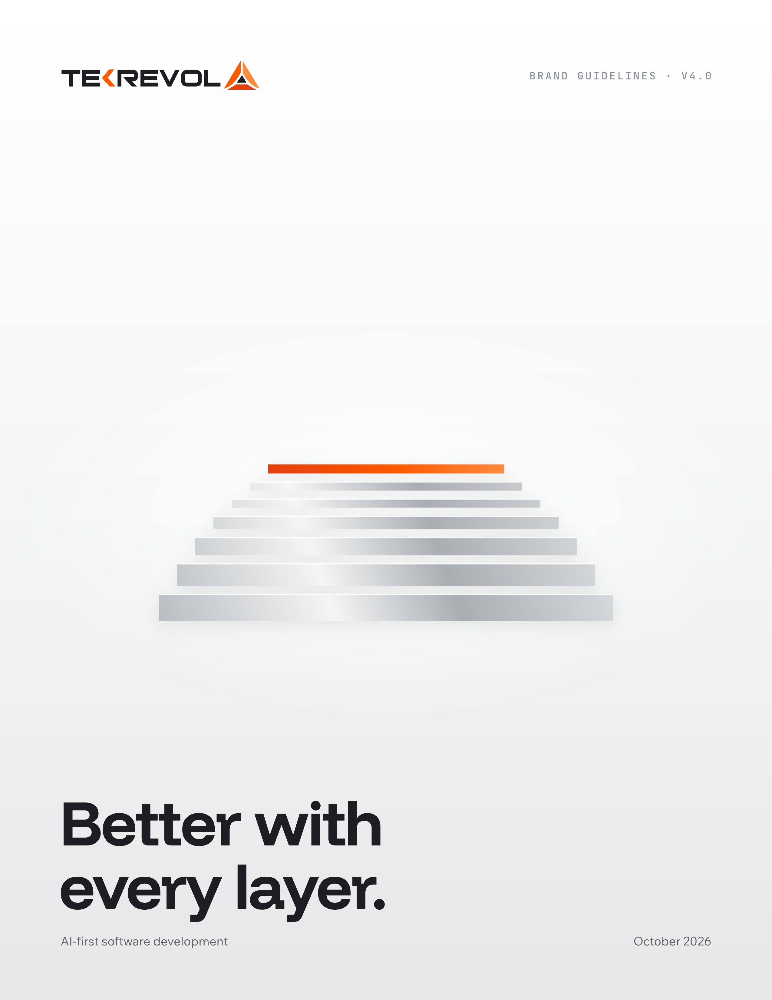 TEKREVOL
BRAND GUIDELINES · V4.0
Better with
every layer.
AI-first software development
October 2026